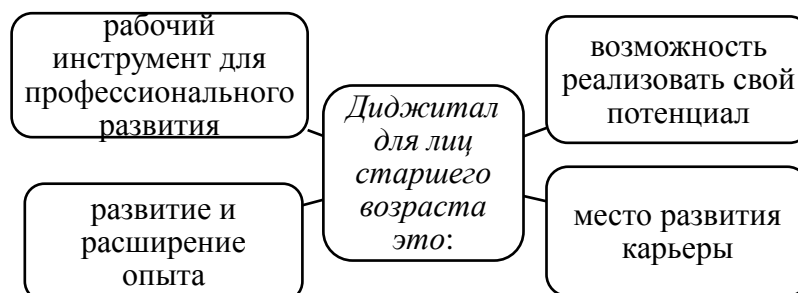 рабочий
инструмент для
профессионального
развития
возможность
реализовать свой
потенциал
Диджитал
для лиц
старшего
возраста
это:
развитие и
расширение
опыта
место развития
карьеры